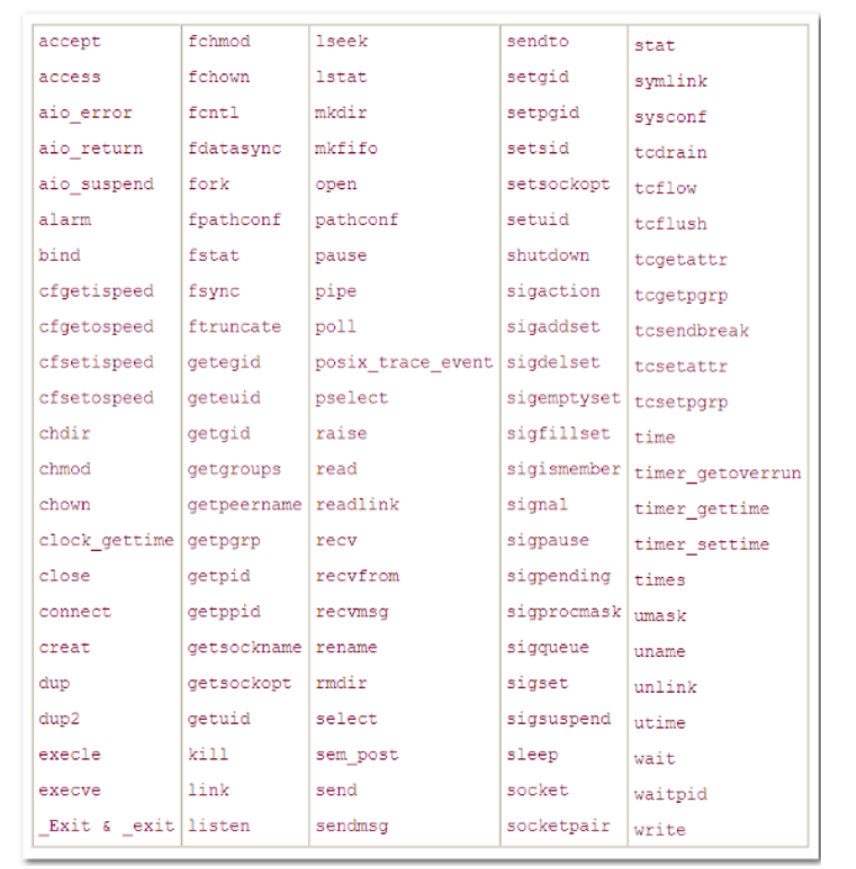 accept fchmod lseek sendto stat
access fchown lstat setgid symlink
aio_error fcntl mkdir setpgid sysconf
aio_return fdatasync mkfifo setsid tcdrain
aio_suspend fork open setsockopt tcflow
alarm fpathconf pathconf setuid tcflush
bind fstat pause shutdown tcgetattr
cfgetispeed fsync pipe sigaction tcgetpgrp
cfgetospeed ftruncate poll sigaddset tcsendbreak
cfsetispeed getegid posix_trace_event sigdelset tcsetattr
cfsetospeed geteuid pselect sigemptyset tcsetpgrp
chdir getgid raise sigfillset time
chmod getgroups read sigismember timer_getoverrun
chown getpeername readlink signal timer_gettime
clock_gettime getpgrp recv sigpause timer_settime
close getpid recvfrom sigpending times
connect getppid recvmsg sigprocmask umask
creat getsockname rename sigqueue uname
dup getsockopt rmdir sigset unlink
dup2 getuid select sigsuspend utime
execle kill sem_post sleep wait
execve link send socket waitpid
_Exit & _exit listen sendmsg socketpair write